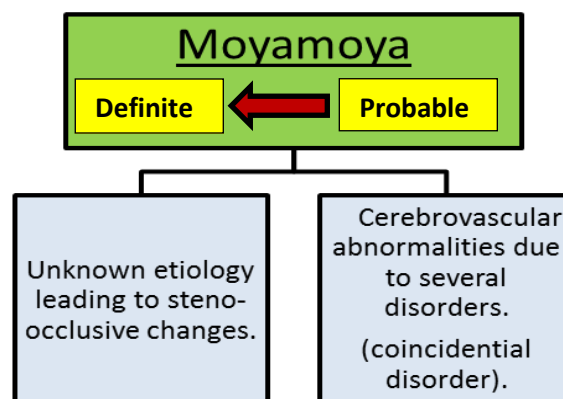 Moyamoya
Definite
Probable
Unknown etiology
leading to steno-
occlusive changes.
Cerebrovascular
abnormalities due
to several
disorders.
(coincidential
disorder).